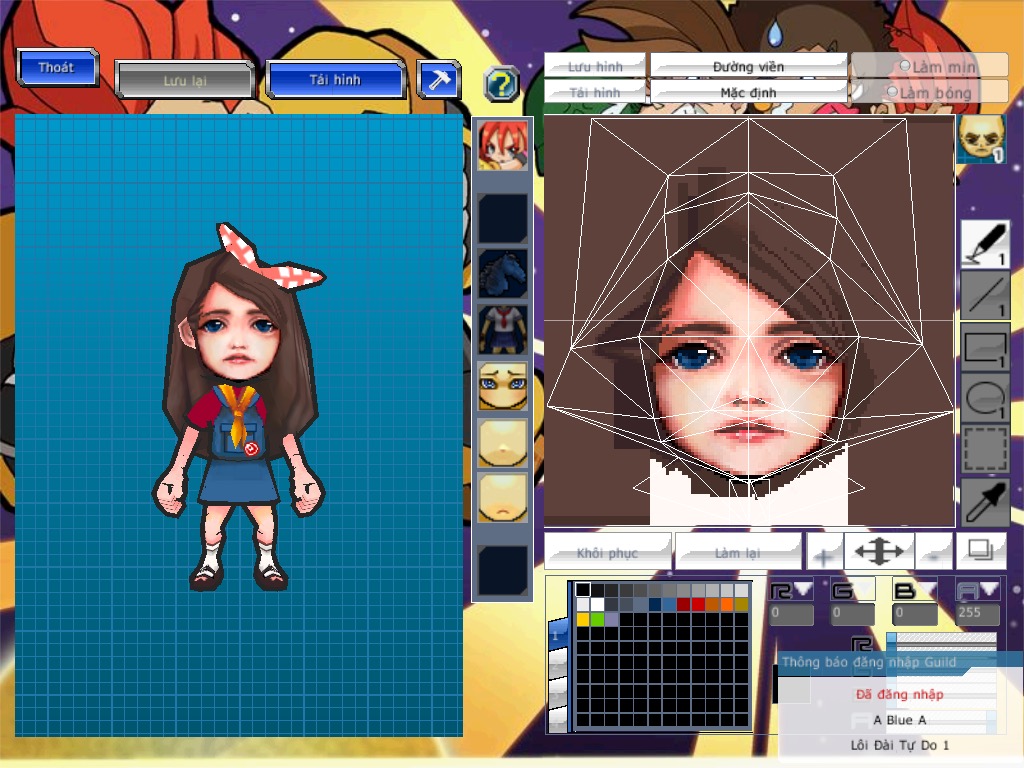 Thoát
Lưu lại
Tải hình
?
Lưu hình
Đường viền
Làm mịn
Tải hình
Mặc định
Làm bóng
1
1
1
1
1
Khôi phục
Làm lại
R
G
B
A
0
0
0
255
1
Thông báo đăng nhập Guild
Đã đăng nhập
A Blue A
Lôi Đài Tự Do 1